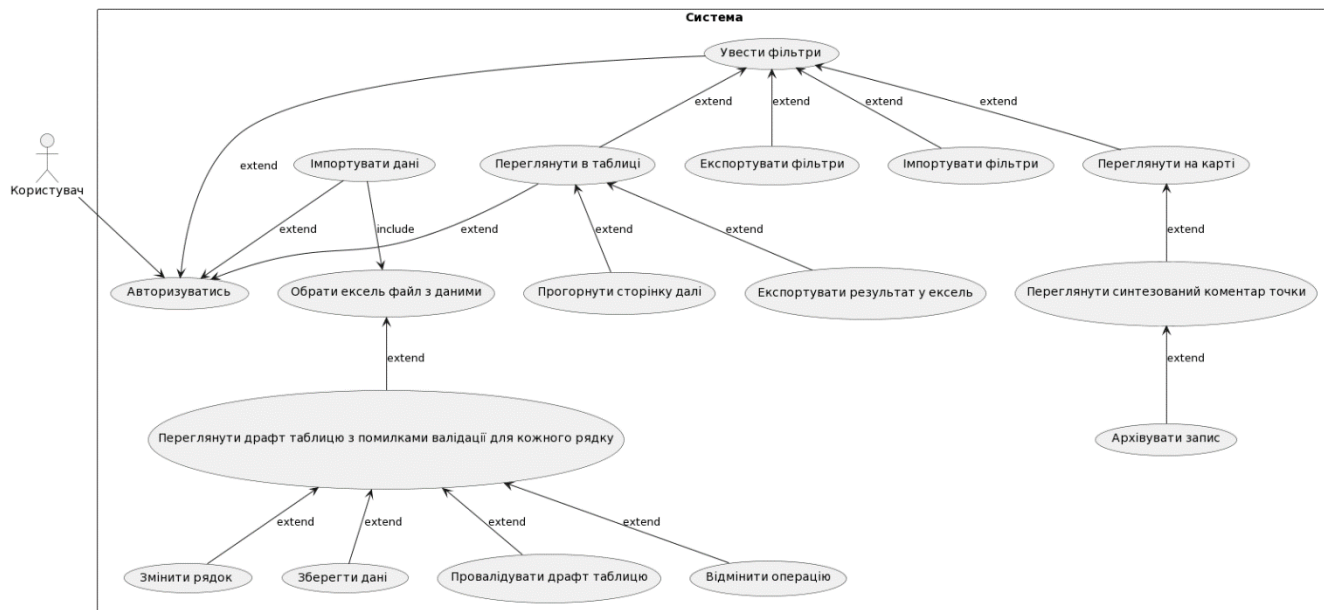 Система
Увести фільтри
extend
extend
extend
extend
extend
Імпортувати дані
Переглянути в таблиці
Експортувати фільтри
Імпортувати фільтри
Переглянути на карті
Користувач
extend
include
extend
extend
extend
extend
Авторизуватись
Обрати ексель файл з даними
Прогорнути сторінку далі
Експортувати результат у ексель
Переглянути синтезований коментар точки
extend
extend
Переглянути драфт таблицю з помилками валідації для кожного рядку
Архівувати запис
extend
extend
extend
extend
Змінити рядок
Зберегти дані
Провалідувати драфт таблицю
Відмінити операцію